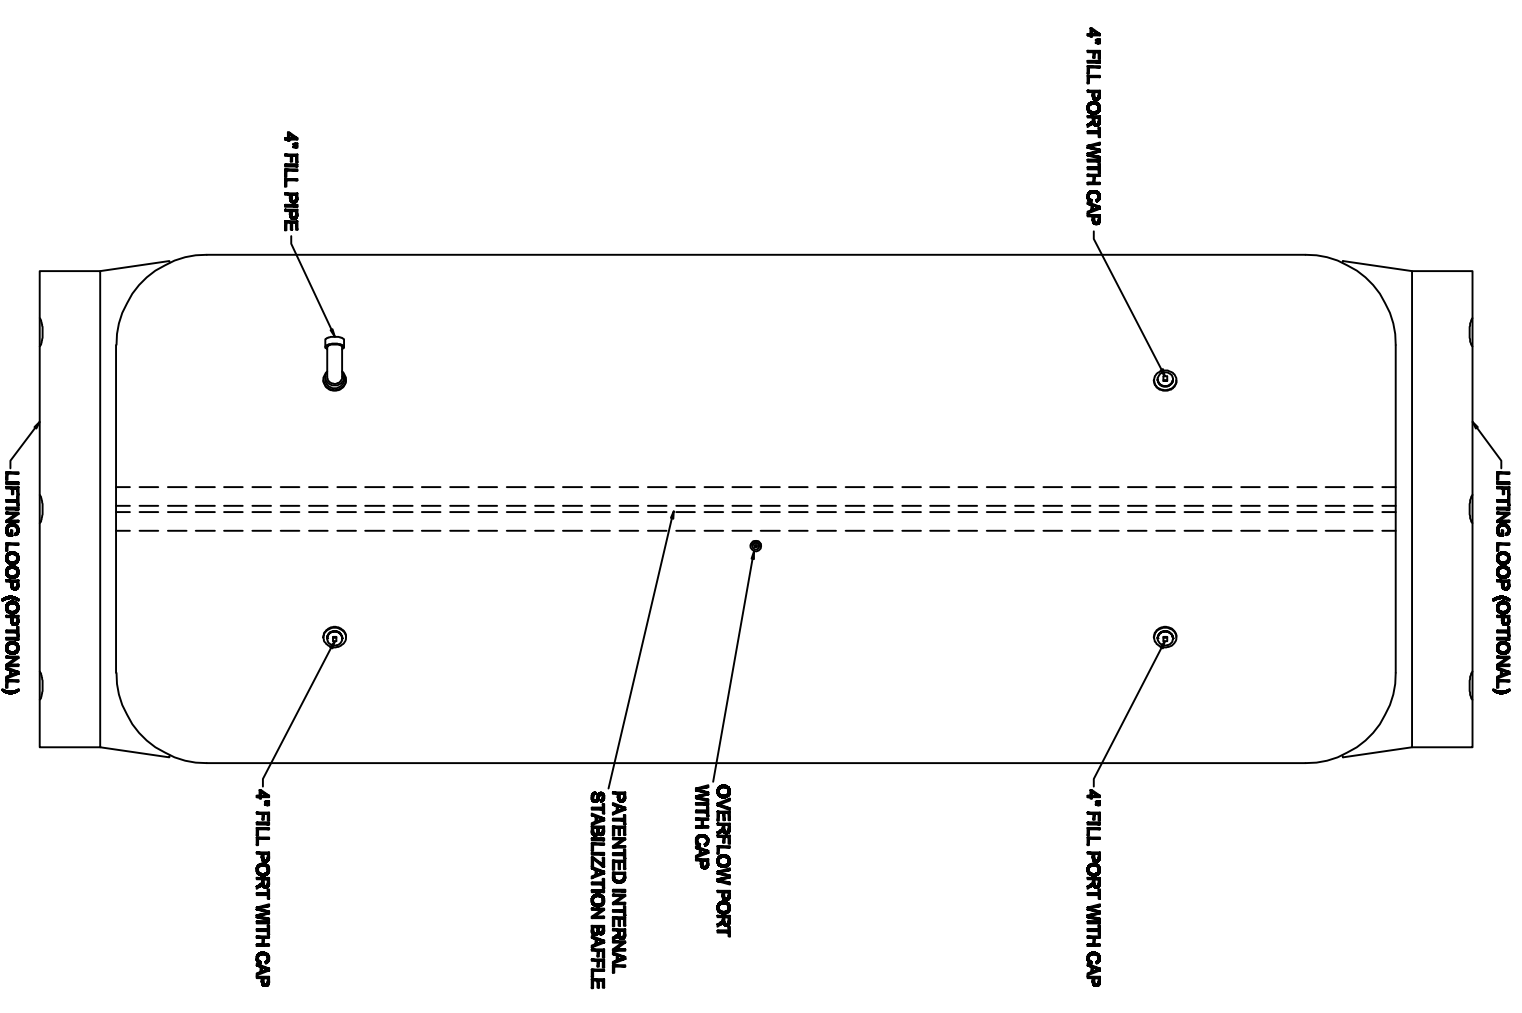 LIFTING LOOP (OPTIONAL)
4" FILL PORT WITH CAP
4" FILL PORT WITH CAP
OVERFLOW PORT
WITH CAP
PATENTED INTERNAL
STABILIZATION BAFFLE
4" FILL PIPE
4" FILL PORT WITH CAP
LIFTING LOOP (OPTIONAL)